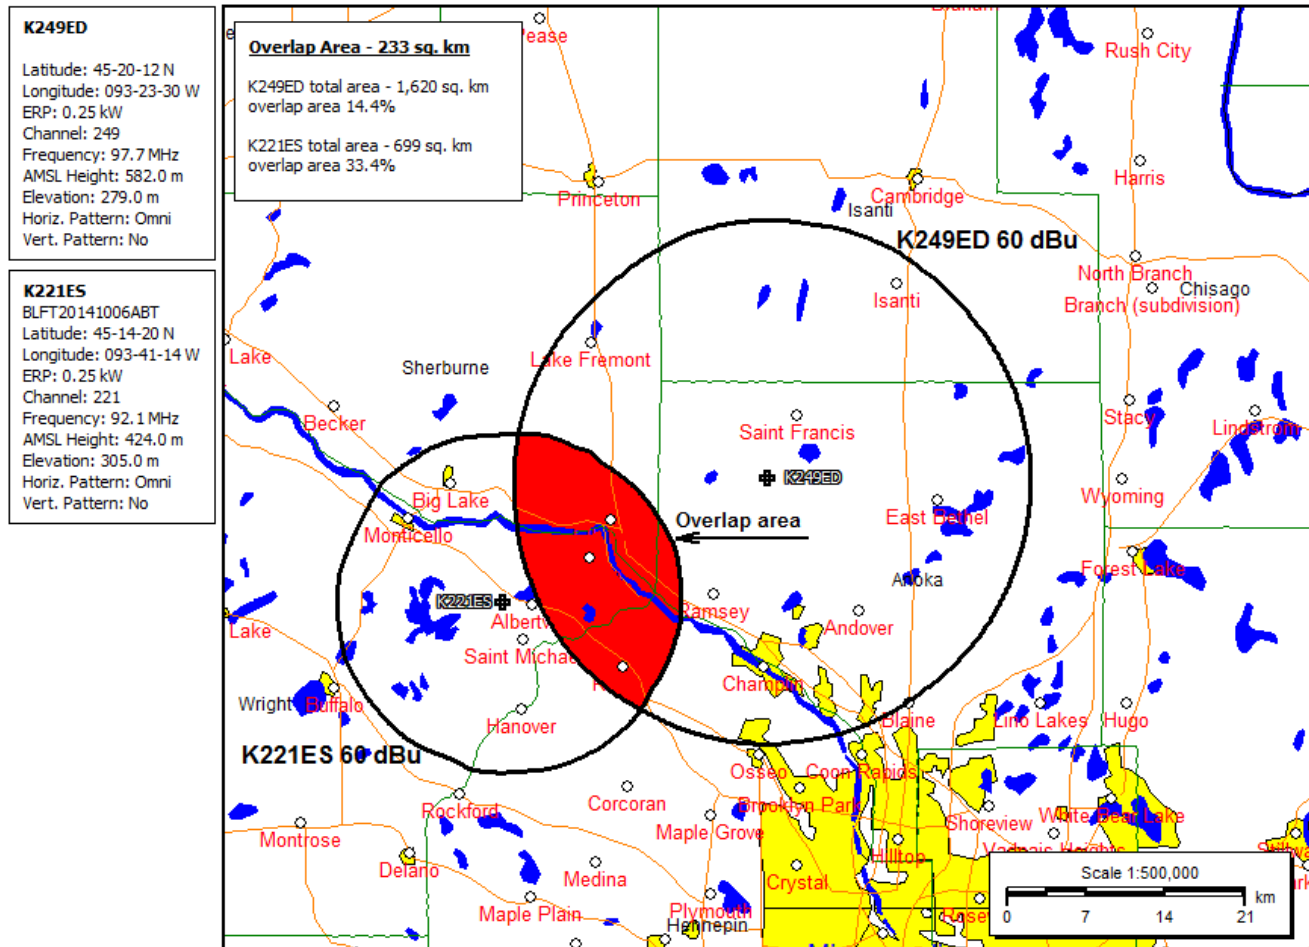 K249ED
Latitude: 45-20-12 N
Longitude: 093-23-30 W
ERP: 0.25 kW
Channel: 249
Frequency: 97.7 MHz
AMSL Height: 582.0 m
Elevation: 279.0 m
Horiz. Pattern: Omni
Vert. Pattern: No
K221ES
BLFT20141006ABT
Latitude: 45-14-20 N
Longitude: 093-41-14 W
ERP: 0.25 kW
Channel: 221
Frequency: 92.1 MHz
AMSL Height: 424.0 m
Elevation: 305.0 m
Horiz. Pattern: Omni
Vert. Pattern: No
Overlap Area - 233 sq. km
K249ED total area - 1,620 sq. km
overlap area 14.4%
K221ES total area - 699 sq. km
overlap area 33.4%
Pease
Rush City
Harris
Princeton
Cambridge
Isanti
K249ED 60 dBu
North Branch
Isanti
Chisago
Branch (subdivision)
Lake
Lake Fremont
Sherburne
Becker
Saint Francis
Stacy
Lindstrom
K249ED
Big Lake
Wyoming
Monticello
Overlap area
East Bethel
Anoka
Forest Lake
K221ES
Ramsey
Albertv
Andover
Lake
Saint Michae
Champlin
Wright
Buffalo
Hanover
Blaine
Lino Lakes
Hugo
K221ES 60 dBu
Osseo
Coon Rapids
Rockford
Corcoran
Brooklyn Park
White Bear Lake
Montrose
Maple Grove
Shoreview
Vadnais Heights
Delano
Medina
Hilltop
Crystal
Maple Plain
Plymouth
Hennepin
Scale 1:500,000
km
0 7 14 21